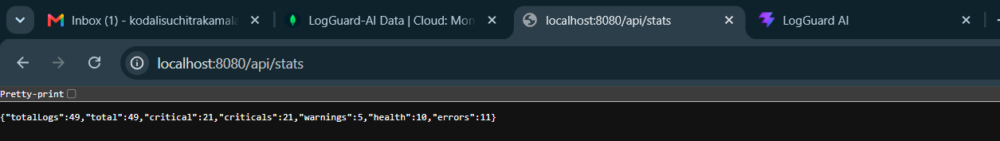 Inbox (1) - kodalisuchitrakamala
LogGuard-AI Data | Cloud: Mon
localhost:8080/api/stats
LogGuard AI
localhost:8080/api/stats
Pretty-print
{"totalLogs":49,"total":49,"critical":21,"criticals":21,"warnings":5,"health":10,"errors":11}